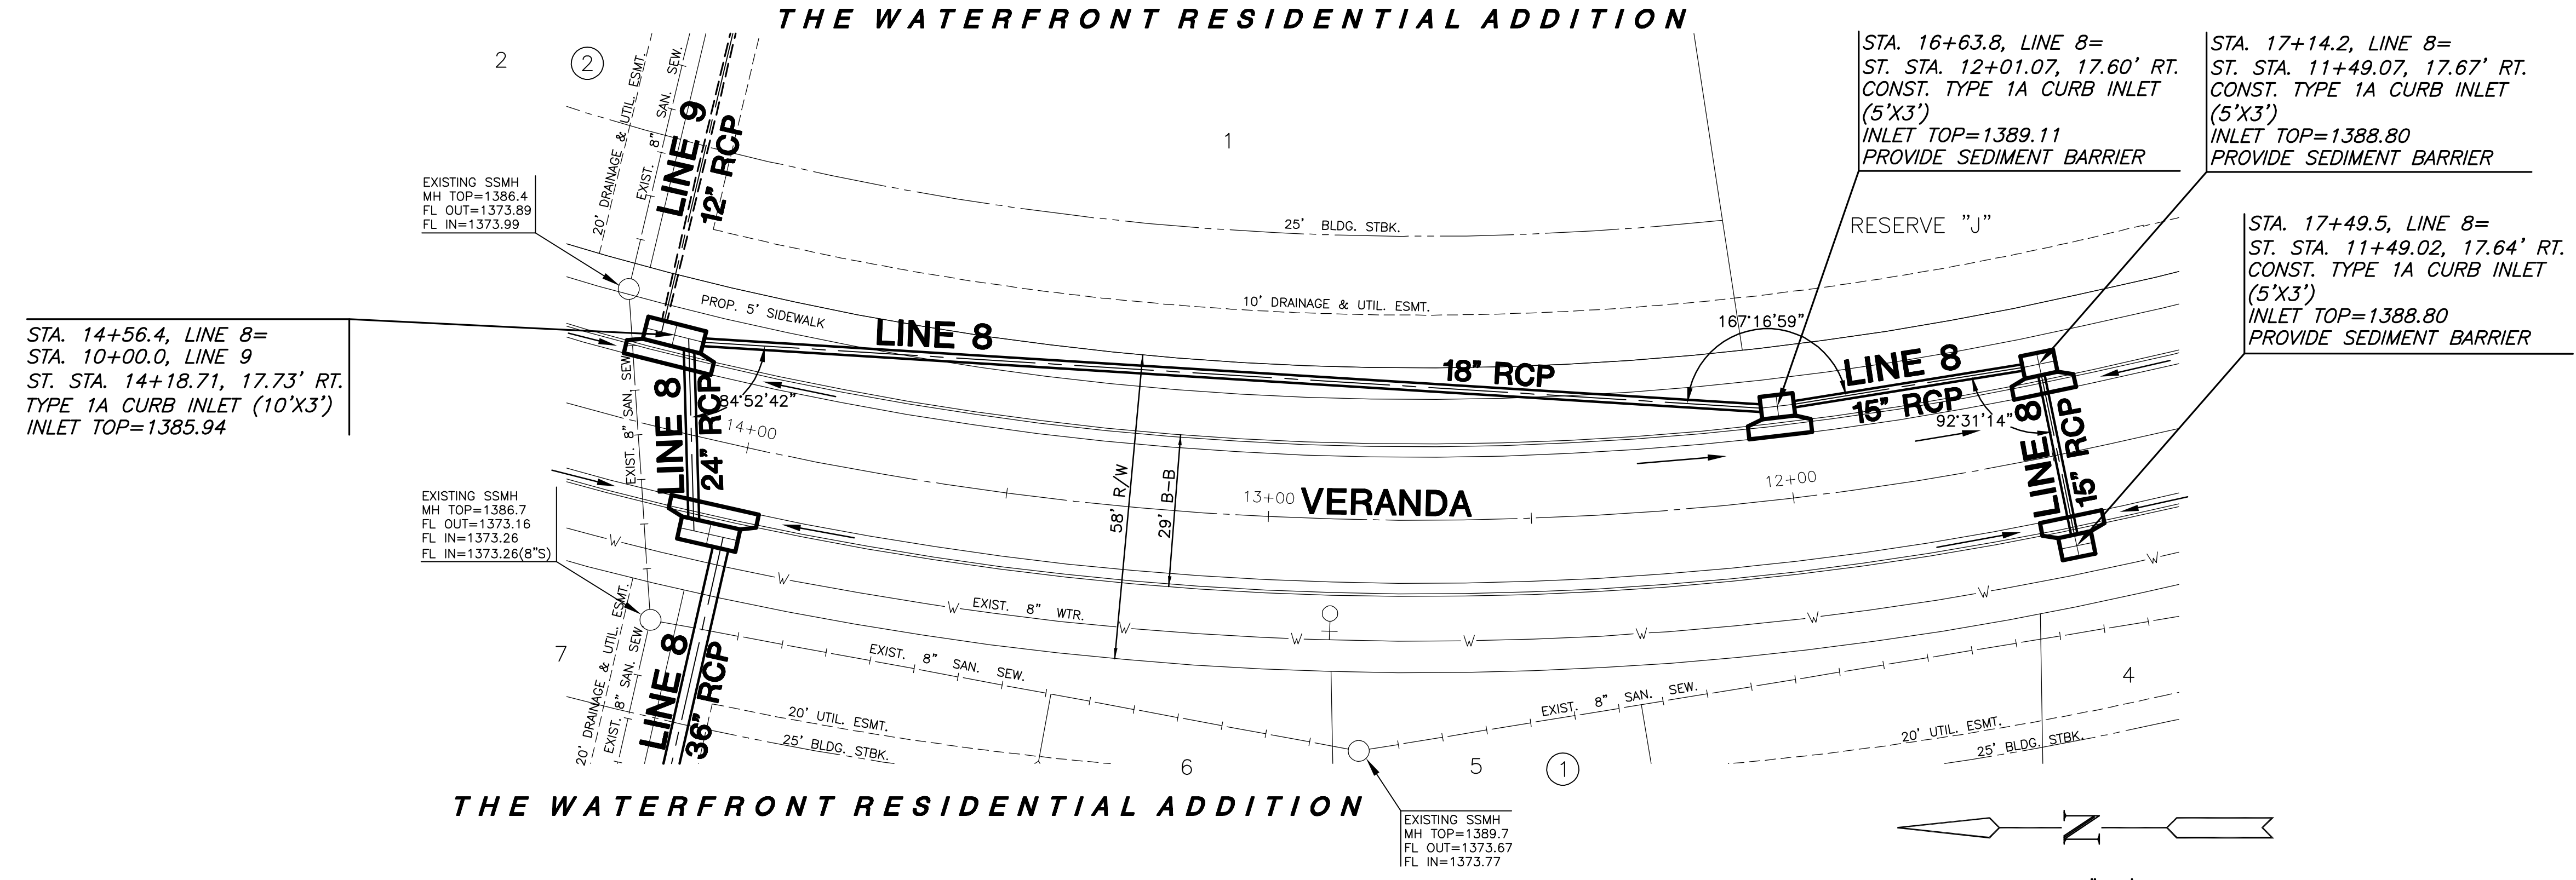 THE WATERFRONT RESIDENTIAL ADDITION
STA. 16+63.8, LINE 8=
ST. STA. 12+01.07, 17.60' RT.
CONST. TYPE 1A CURB INLET
(5'X3')
INLET TOP=1389.11
PROVIDE SEDIMENT BARRIER
STA. 17+14.2, LINE 8=
ST. STA. 11+49.07, 17.67' RT.
CONST. TYPE 1A CURB INLET
(5'X3')
INLET TOP=1388.80
PROVIDE SEDIMENT BARRIER
STA. 17+49.5, LINE 8=
ST. STA. 11+49.02, 17.64' RT.
CONST. TYPE 1A CURB INLET
(5'X3')
INLET TOP=1388.80
PROVIDE SEDIMENT BARRIER
2
2
20' DRAINAGE & UTIL. ESMT.
EXIST. 8" SAN. SEW.
LINE 9
12" RCP
1
25' BLDG. STBK.
RESERVE "J"
EXISTING SSMH
MH TOP=1386.4
FL OUT=1373.89
FL IN=1373.99
10' DRAINAGE & UTIL. ESMT.
PROP. 5' SIDEWALK
STA. 14+56.4, LINE 8=
STA. 10+00.0, LINE 9
ST. STA. 14+18.71, 17.73' RT.
TYPE 1A CURB INLET (10'X3')
INLET TOP=1385.94
LINE 8
18" RCP
167°16'59"
LINE 8
15" RCP
92°31'14"
84°52'42"
EXIST. 8" SAN. SEW.
LINE 8
24" RCP
14+00
58' R/W
29' B-B
13+00
VERANDA
12+00
LINE 8
15" RCP
EXISTING SSMH
MH TOP=1386.7
FL OUT=1373.16
FL IN=1373.26
FL IN=1373.26(8"S)
W
W
W
EXIST. 8" WTR.
W
W
W
W
W
W
W
7
20' DRAINAGE & UTIL. ESMT.
EXIST. 8" SAN. SEW.
LINE 8
36" RCP
EXIST. 8" SAN. SEW.
20' UTIL. ESMT.
25' BLDG. STBK.
6
5
1
EXIST. 8" SAN. SEW.
4
20' UTIL. ESMT.
25' BLDG. STBK.
THE WATERFRONT RESIDENTIAL ADDITION
EXISTING SSMH
MH TOP=1389.7
FL OUT=1373.67
FL IN=1373.77
N